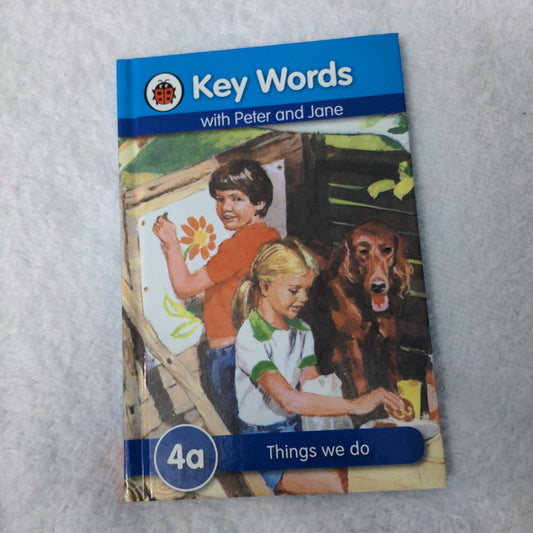 Key Words
with Peter and Jane
4a
Things we do